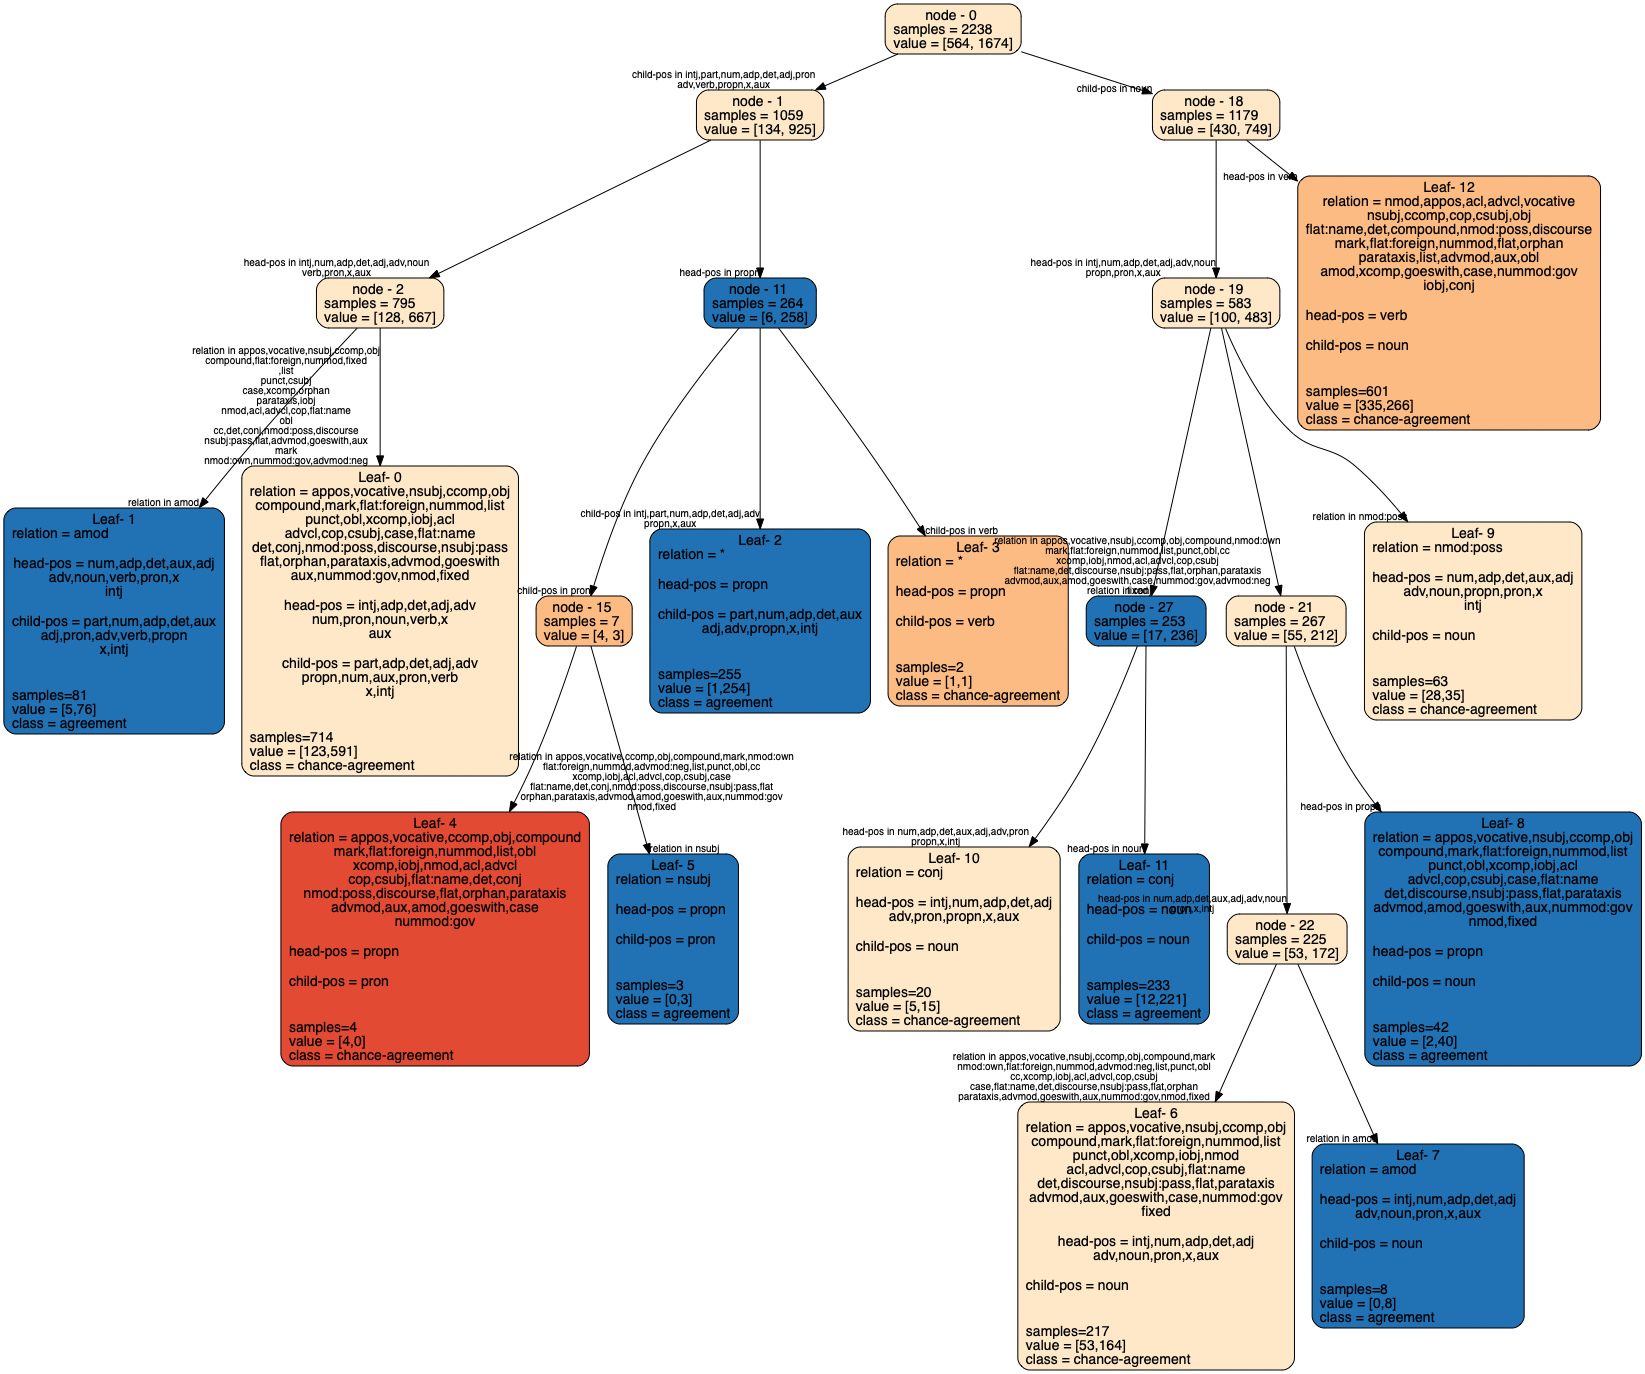 node - 0
samples = 2238
value = [564, 1674]
child-pos in intj,part,num,adp,det,adj,pron
adv,verb,propn,x,aux
child-pos in noun
node - 1
samples = 1059
value = [134, 925]
node - 18
samples = 1179
value = [430, 749]
head-pos in intj,num,adp,det,adj,adv,noun
verb,pron,x,aux
head-pos in propn
head-pos in intj,num,adp,det,adj,adv,noun
propn,pron,x,aux
head-pos in verb
node - 2
samples = 795
value = [128, 667]
node - 11
samples = 264
value = [6, 258]
node - 19
samples = 583
value = [100, 483]
Leaf- 12
relation = nmod,appos,acl,advcl,vocative
nsubj,ccomp,cop,csubj,obj
flat:name,det,compound,nmod:poss,discourse
mark,flat:foreign,nummod,flat,orphan
parataxis,list,advmod,aux,obl
amod,xcomp,goeswith,case,nummod:gov
iobj,conj
head-pos = verb
child-pos = noun
samples=601
value = [335,266]
class = chance-agreement
relation in appos,vocative,nsubj,ccomp,obj
compound,flat:foreign,nummod,fixed
,list
punct,csubj
case,xcomp,orphan
parataxis,iobj
nmod,acl,advcl,cop,flat:name
obl
cc,det,conj,nmod:poss,discourse
nsubj:pass,flat,advmod,goeswith,aux
mark
nmod:own,nummod:gov,advmod:neg
relation in amod
Leaf- 1
relation = amod
head-pos = num,adp,det,aux,adj
adv,noun,verb,pron,x
intj
child-pos = part,num,adp,det,aux
adj,pron,adv,verb,propn
x,intj
samples=81
value = [5,76]
class = agreement
Leaf- 0
relation = appos,vocative,nsubj,ccomp,obj
compound,mark,flat:foreign,nummod,list
punct,obl,xcomp,iobj,acl
advcl,cop,csubj,case,flat:name
det,conj,nmod:poss,discourse,nsubj:pass
flat,orphan,parataxis,advmod,goeswith
aux,nummod:gov,nmod,fixed
head-pos = intj,adp,det,adj,adv
num,pron,noun,verb,x
aux
child-pos = part,adp,det,adj,adv
propn,num,aux,pron,verb
x,intj
samples=714
value = [123,591]
class = chance-agreement
child-pos in pron
node - 15
samples = 7
value = [4, 3]
child-pos in intj,part,num,adp,det,adj,adv
propn,x,aux
Leaf- 2
relation = *
head-pos = propn
child-pos = part,num,adp,det,aux
adj,adv,propn,x,intj
samples=255
value = [1,254]
class = agreement
child-pos in verb
Leaf- 3
relation = *
head-pos = propn
child-pos = verb
samples=2
value = [1,1]
class = chance-agreement
relation in appos,vocative,nsubj,ccomp,obj,compound,nmod:own
mark,flat:foreign,nummod,list,punct,obl,cc
xcomp,iobj,nmod,acl,advcl,cop,csubj
flat:name,det,discourse,nsubj:pass,flat,orphan,parataxis
advmod,aux,amod,goeswith,case,nummod:gov,advmod:neg
fixed
relation in conj
node - 27
samples = 253
value = [17, 236]
node - 21
samples = 267
value = [55, 212]
relation in nmod:poss
Leaf- 9
relation = nmod:poss
head-pos = num,adp,det,aux,adj
adv,noun,propn,pron,x
intj
child-pos = noun
samples=63
value = [28,35]
class = chance-agreement
relation in appos,vocative,ccomp,obj,compound,mark,nmod:own
flat:foreign,nummod,advmod:neg,list,punct,obl,cc
xcomp,iobj,acl,advcl,cop,csubj,case
flat:name,det,conj,nmod:poss,discourse,nsubj:pass,flat
orphan,parataxis,advmod,amod,goeswith,aux,nummod:gov
nmod,fixed
Leaf- 4
relation = appos,vocative,ccomp,obj,compound
mark,flat:foreign,nummod,list,obl
xcomp,iobj,nmod,acl,advcl
cop,csubj,flat:name,det,conj
nmod:poss,discourse,flat,orphan,parataxis
advmod,aux,amod,goeswith,case
nummod:gov
head-pos = propn
child-pos = pron
samples=4
value = [4,0]
class = chance-agreement
relation in nsubj
Leaf- 5
relation = nsubj
head-pos = propn
child-pos = pron
samples=3
value = [0,3]
class = agreement
head-pos in num,adp,det,aux,adj,adv,pron
propn,x,intj
Leaf- 10
relation = conj
head-pos = intj,num,adp,det,adj
adv,pron,propn,x,aux
child-pos = noun
samples=20
value = [5,15]
class = chance-agreement
head-pos in noun
Leaf- 11
relation = conj
head-pos = noun
child-pos = noun
samples=233
value = [12,221]
class = agreement
head-pos in num,adp,det,aux,adj,adv,noun
pron,x,intj
node - 22
samples = 225
value = [53, 172]
head-pos in propn
Leaf- 8
relation = appos,vocative,nsubj,ccomp,obj
compound,mark,flat:foreign,nummod,list
punct,obl,xcomp,iobj,acl
advcl,cop,csubj,case,flat:name
det,discourse,nsubj:pass,flat,parataxis
advmod,amod,goeswith,aux,nummod:gov
nmod,fixed
head-pos = propn
child-pos = noun
samples=42
value = [2,40]
class = agreement
relation in appos,vocative,nsubj,ccomp,obj,compound,mark
nmod:own,flat:foreign,nummod,advmod:neg,list,punct,obl
cc,xcomp,iobj,acl,advcl,cop,csubj
case,flat:name,det,discourse,nsubj:pass,flat,orphan
parataxis,advmod,goeswith,aux,nummod:gov,nmod,fixed
Leaf- 6
relation = appos,vocative,nsubj,ccomp,obj
compound,mark,flat:foreign,nummod,list
punct,obl,xcomp,iobj,nmod
acl,advcl,cop,csubj,flat:name
det,discourse,nsubj:pass,flat,parataxis
advmod,aux,goeswith,case,nummod:gov
fixed
head-pos = intj,num,adp,det,adj
adv,noun,pron,x,aux
child-pos = noun
samples=217
value = [53,164]
class = chance-agreement
relation in amod
Leaf- 7
relation = amod
head-pos = intj,num,adp,det,adj
adv,noun,pron,x,aux
child-pos = noun
samples=8
value = [0,8]
class = agreement